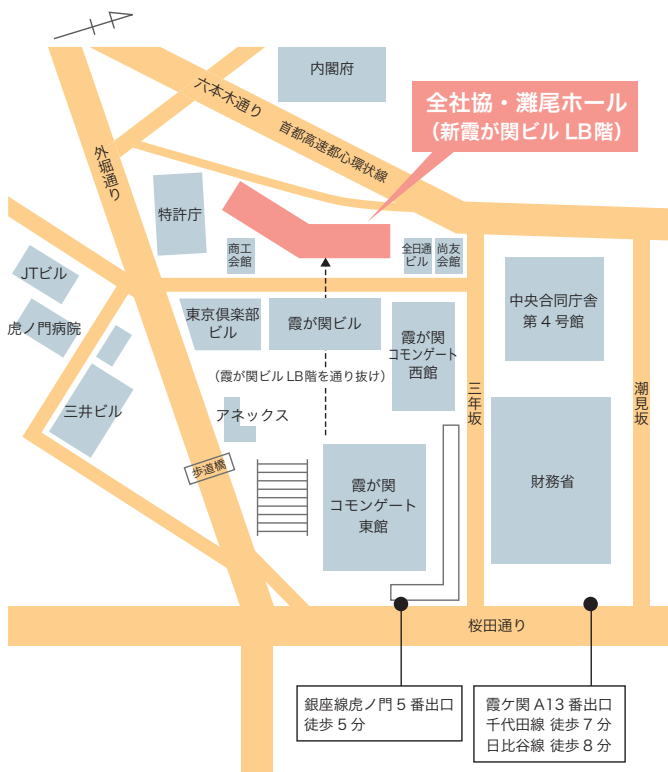 内閣府
全社協・灘尾ホール
（新霞が関ビル LB階）
六本木通り
首都高速都心環状線
外堀通り
特許庁
商工
会館
全日通
ビル
尚友
会館
JTビル
虎ノ門病院
東京倶楽部
ビル
霞が関ビル
霞が関
コモンゲート
西館
中央合同庁舎
第４号館
（霞が関ビル LB階を通り抜け）
三井ビル
アネックス
三年坂
潮見坂
歩道橋
霞が関
コモンゲート
東館
財務省
桜田通り
銀座線虎ノ門 5 番出口
徒歩 5 分
霞ケ関 A13 番出口
千代田線 徒歩 7 分
日比谷線 徒歩 8 分